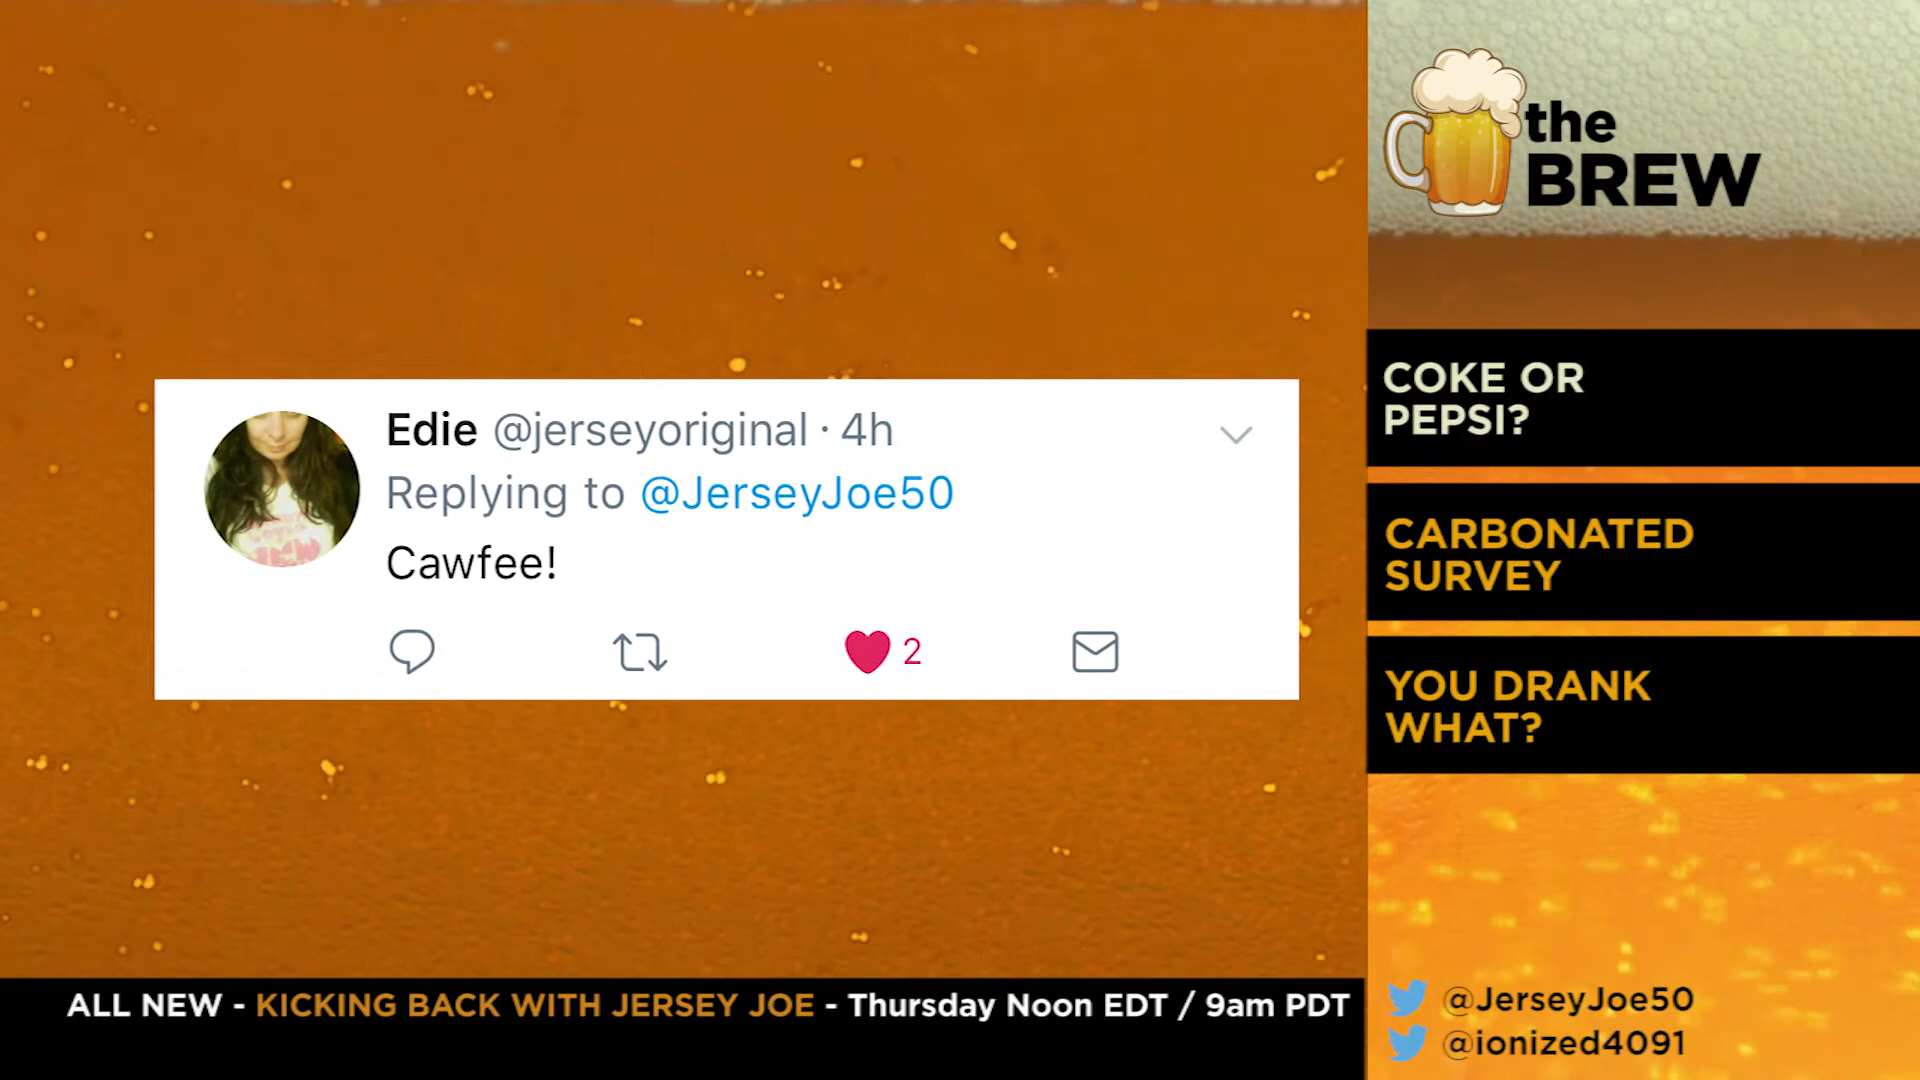 the
BREW
COKE OR
PEPSI?
CARBONATED
SURVEY
YOU DRANK
WHAT?
Edie @jerseyoriginal · 4h
Replying to @JerseyJoe50
Cawfee!
2
ALL NEW - KICKING BACK WITH JERSEY JOE - Thursday Noon EDT / 9am PDT
@JerseyJoe50
@ionized4091